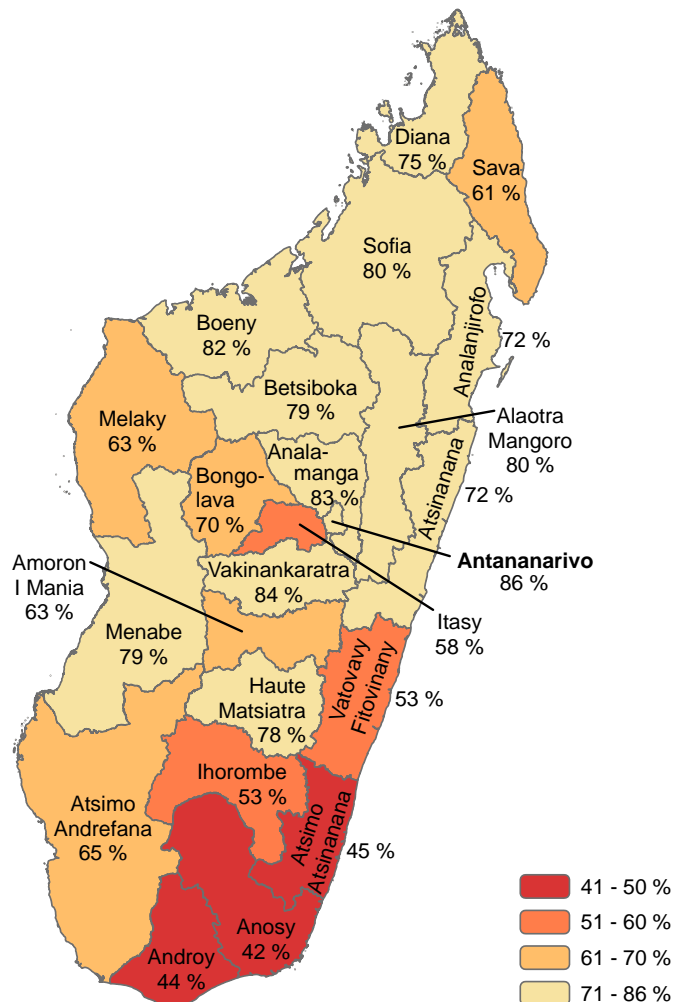 Diana
75 %
Sava
61 %
Sofia
80 %
Boeny
82 %
Analanjirofo
72 %
Betsiboka
79 %
Melaky
63 %
Alaotra
Mangoro
80 %
Anala-
manga
83 %
Bongo-
lava
70 %
Atsinanana
72 %
Antananarivo
86 %
Amoron
I Mania
63 %
Vakinankaratra
84 %
Itasy
58 %
Menabe
79 %
Vatovavy
Fitovinany
53 %
Haute
Matsiatra
78 %
Ihorombe
53 %
Atsimo
Andrefana
65 %
Atsimo
Atsinanana
45 %
Anosy
42 %
Androy
44 %
41 - 50 %
51 - 60 %
61 - 70 %
71 - 86 %